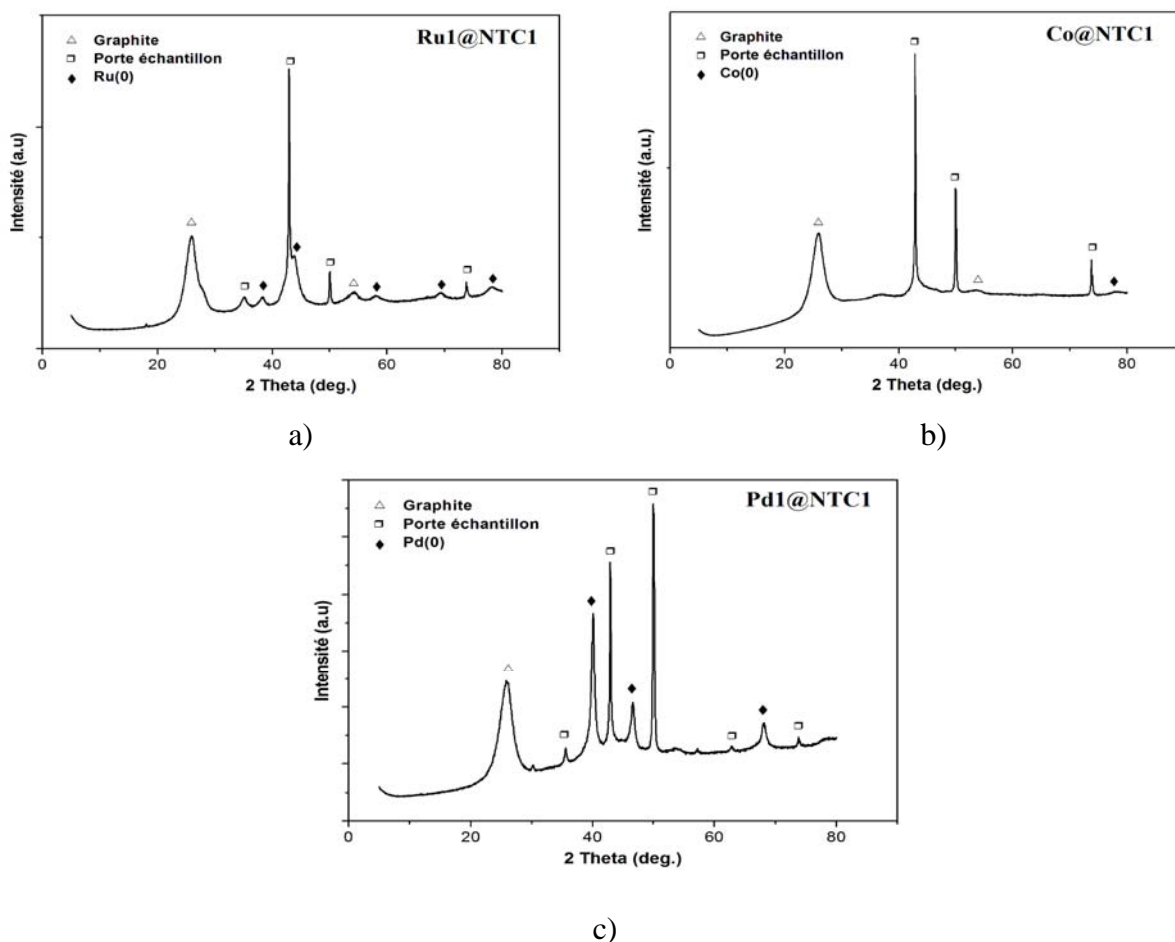 Ru1@NTC1
Graphite
Porte échantillon
Ru(0)
Intensité (a.u)
0 20 40 60 80
2 Theta (deg.)
a)
Co@NTC1
Graphite
Porte échantillon
Co(0)
Intensité (a.u.)
0 20 40 60 80
2 Theta (deg.)
b)
Pd1@NTC1
Graphite
Porte échantillon
Pd(0)
Intensité (a.u)
0 20 40 60 80
2 Theta (deg.)
c)